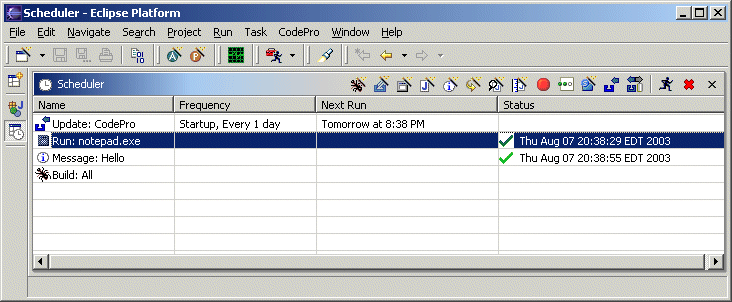 Scheduler - Eclipse Platform
File Edit Navigate Search Project Run Task CodePro Window Help
Scheduler
Name Frequency Next Run Status
Update: CodePro Startup, Every 1 day Tomorrow at 8:38 PM
Run: notepad.exe Thu Aug 07 20:38:29 EDT 2003
Message: Hello Thu Aug 07 20:38:55 EDT 2003
Build: All